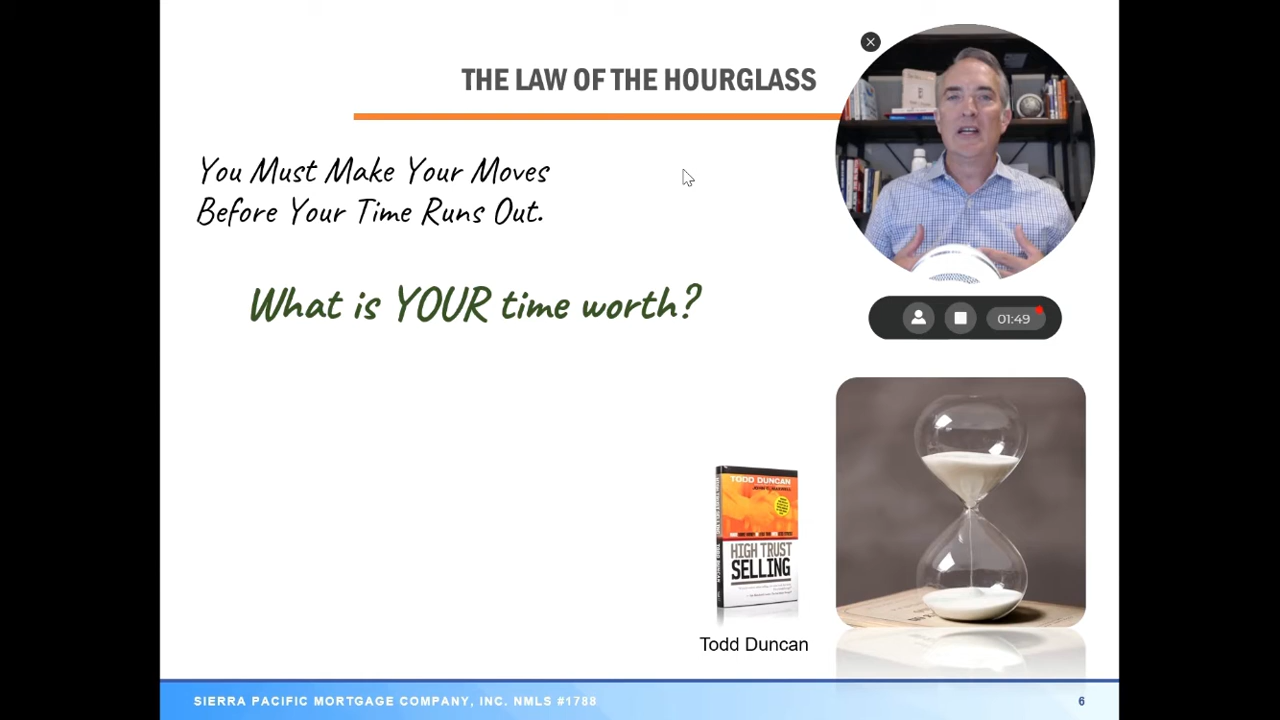 THE LAW OF THE HOURGLASS
You Must Make Your Moves
Before Your Time Runs Out.
What is YOUR time worth?
01:49
TODD DUNCAN
HIGH TRUST
SELLING
Todd Duncan
SIERRA PACIFIC MORTGAGE COMPANY, INC. NMLS #1788
6